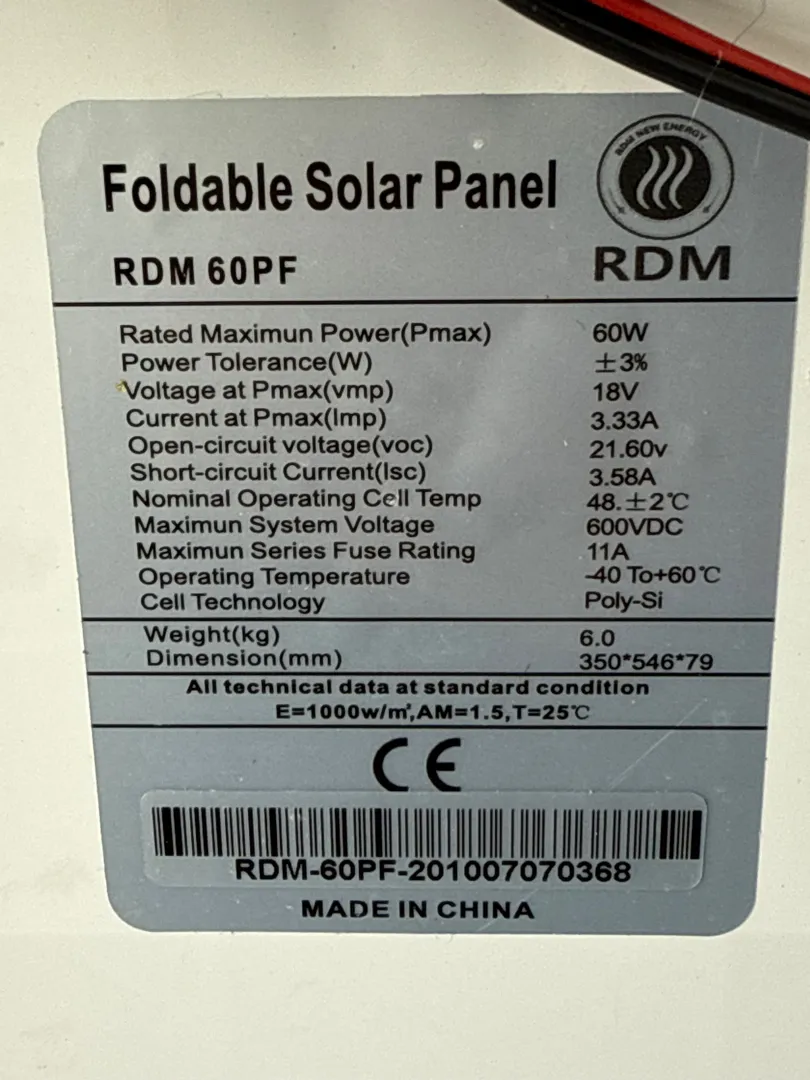 RDM NEW ENERGY
Foldable Solar Panel
RDM 60PF
RDM
Rated Maximun Power(Pmax) 60W
Power Tolerance(W) ±3%
Voltage at Pmax(vmp) 18V
Current at Pmax(Imp) 3.33A
Open-circuit voltage(voc) 21.60v
Short-circuit Current(Isc) 3.58A
Nominal Operating Cell Temp 48.±2℃
Maximun System Voltage 600VDC
Maximun Series Fuse Rating 11A
Operating Temperature -40 To+60℃
Cell Technology Poly-Si
Weight(kg) 6.0
Dimension(mm) 350*546*79
All technical data at standard condition
E=1000w/㎡,AM=1.5,T=25℃
CE
RDM-60PF-201007070368
MADE IN CHINA